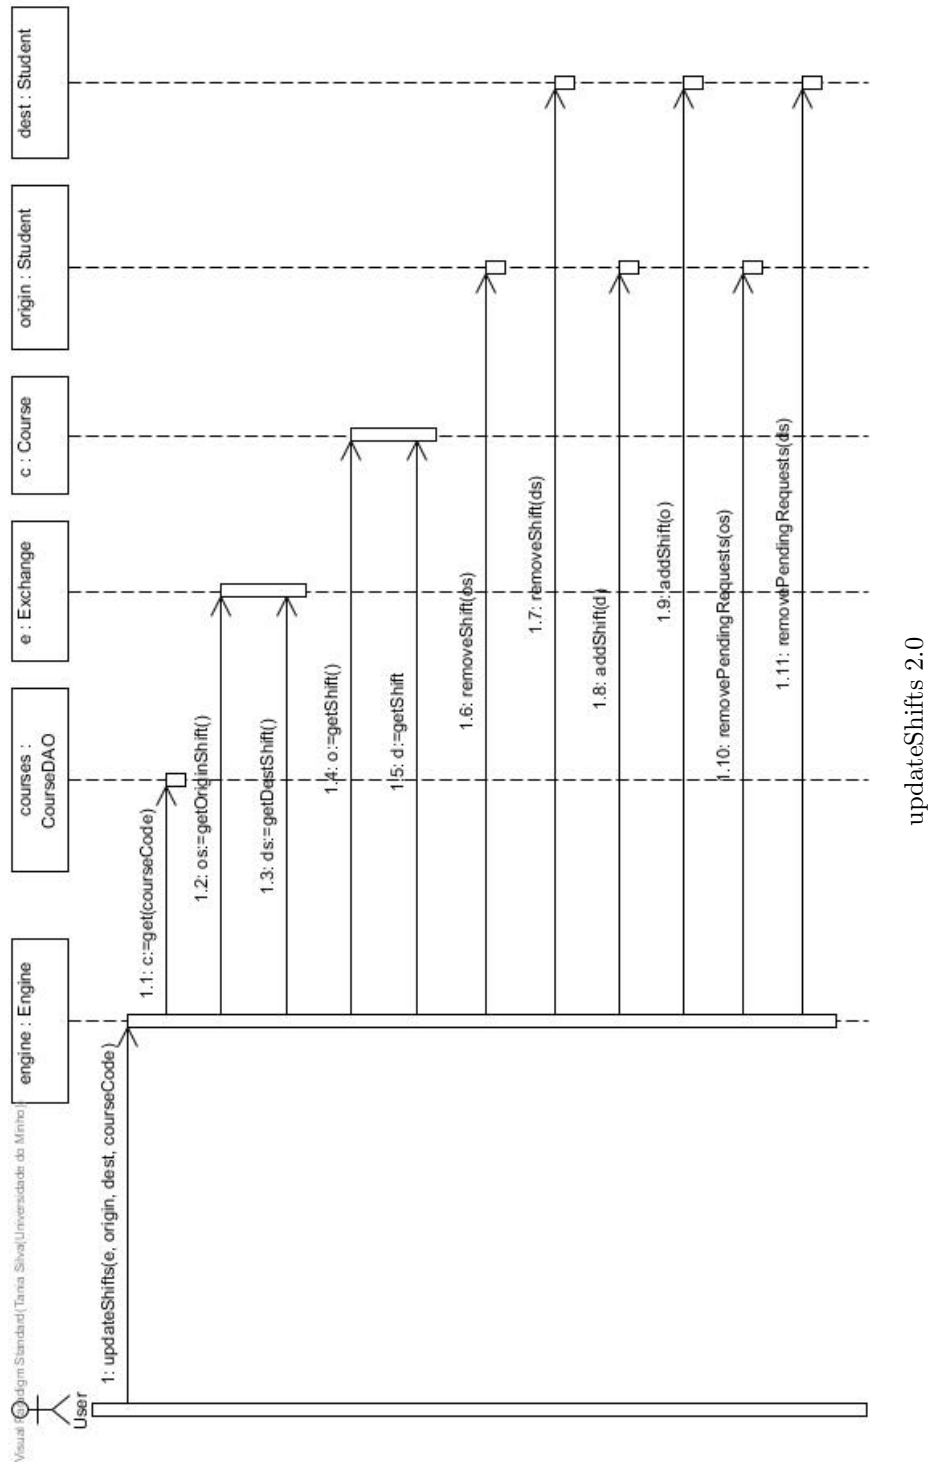 Visual Paradigm Standard(Tania Silva(Universidade do Minho))
User
engine : Engine
courses :
CourseDAO
e : Exchange
c : Course
origin : Student
dest : Student
1: updateShifts(e, origin, dest, courseCode)
1.1: c:=get(courseCode)
1.2: os:=getOriginShift()
1.3: ds:=getDestShift()
1.4: o:=getShift()
1.5: d:=getShift
1.6: removeShift(os)
1.7: removeShift(ds)
1.8: addShift(d)
1.9: addShift(o)
1.10: removePendingRequests(os)
1.11: removePendingRequests(ds)
updateShifts 2.0